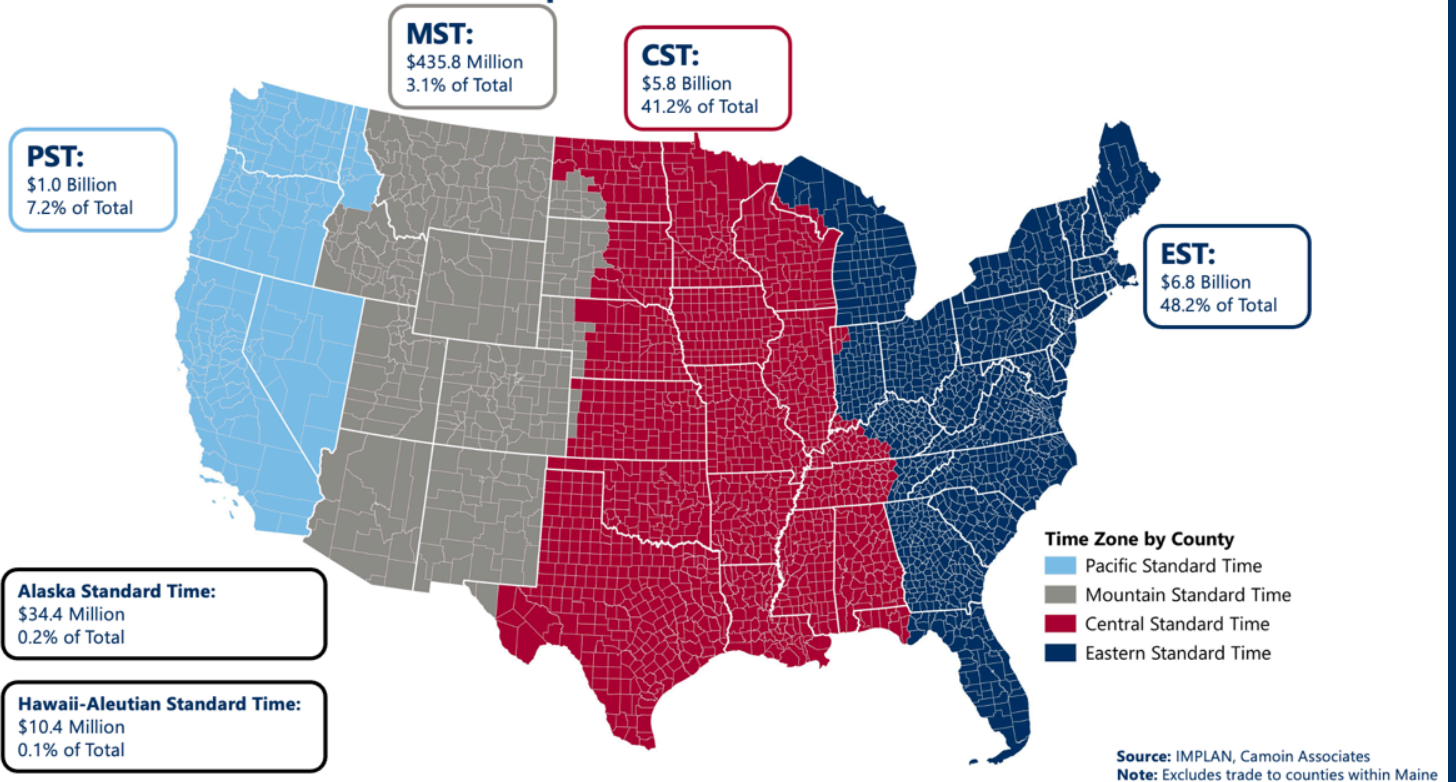 MST:
$435.8 Million
3.1% of Total
CST:
$5.8 Billion
41.2% of Total
PST:
$1.0 Billion
7.2% of Total
EST:
$6.8 Billion
48.2% of Total
Time Zone by County
Pacific Standard Time
Mountain Standard Time
Central Standard Time
Eastern Standard Time
Alaska Standard Time:
$34.4 Million
0.2% of Total
Hawaii-Aleutian Standard Time:
$10.4 Million
0.1% of Total
Source: IMPLAN, Camoin Associates
Note: Excludes trade to counties within Maine